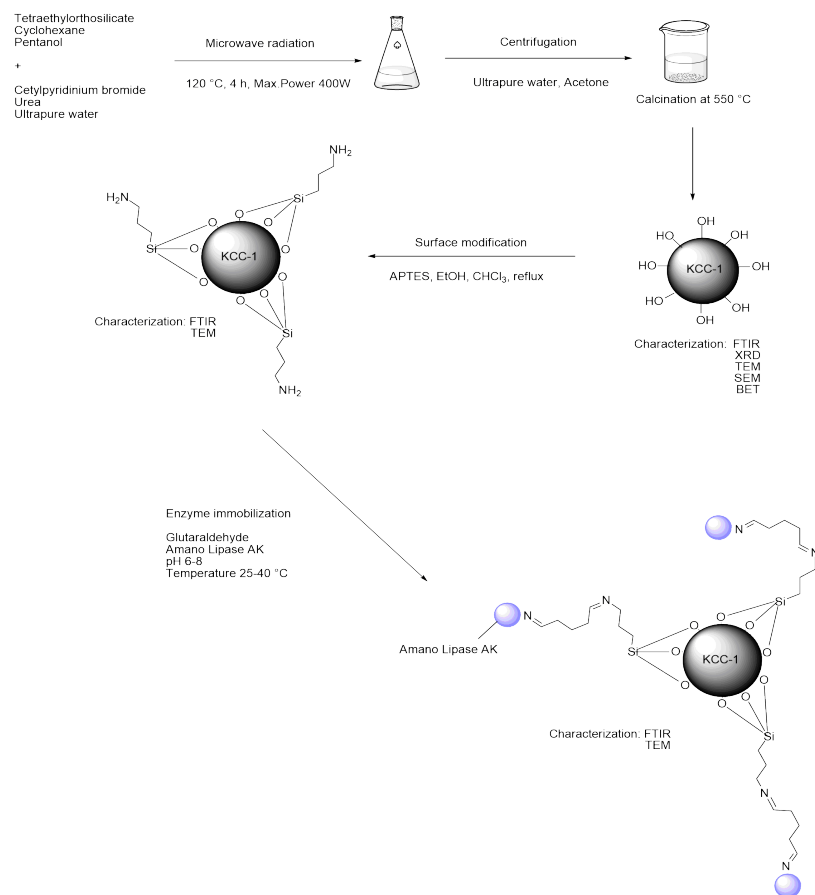 Tetraethylorthosilicate
Cyclohexane
Pentanol
+
Cetylpyridinium bromide
Urea
Ultrapure water
Microwave radiation
120 °C, 4 h, Max.Power 400W
Centrifugation
Ultrapure water, Acetone
Calcination at 550 °C
OH
HO
OH
HO
KCC-1
OH
HO
OH
OH
Characterization: FTIR
XRD
TEM
SEM
BET
Surface modification
APTES, EtOH, CHCl3, reflux
NH2
H2N
Si
O
O
O
Si
O
KCC-1
O
O
O
O
O
Si
NH2
Characterization: FTIR
TEM
Enzyme immobilization
Glutaraldehyde
Amano Lipase AK
pH 6-8
Temperature 25-40 °C
N
N
N
N
Si
O
O
O
Amano Lipase AK
Si
O
KCC-1
O
O
O
O
O
Si
Characterization: FTIR
TEM
N
N